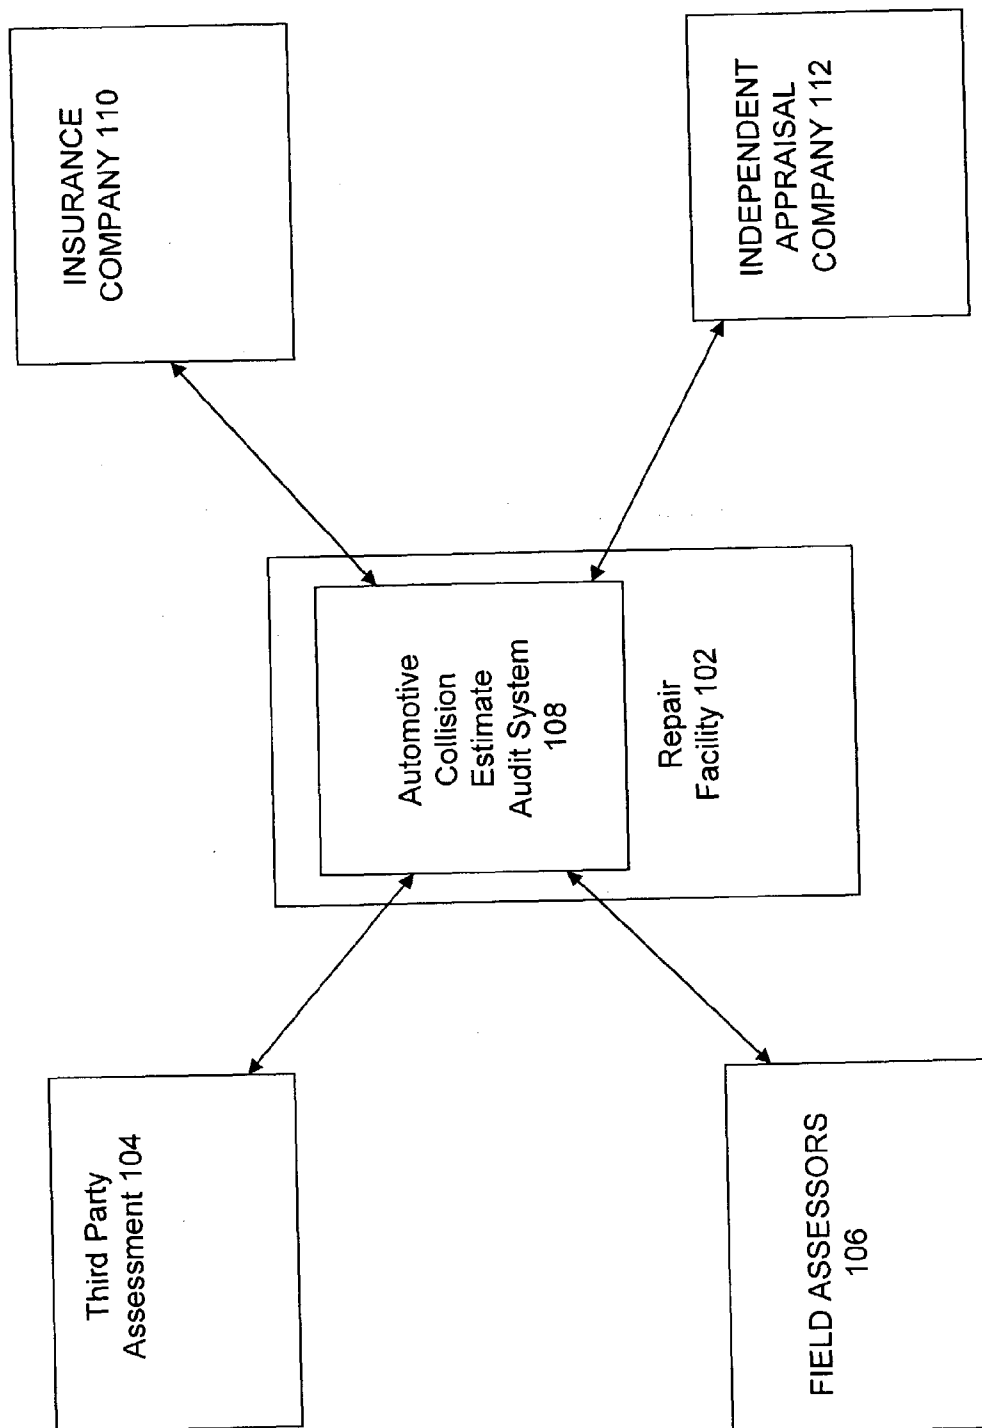 Third Party
Assessment 104
INSURANCE
COMPANY 110
Automotive
Collision
Estimate
Audit System
108
Repair
Facility 102
FIELD ASSESSORS
106
INDEPENDENT
APPRAISAL
COMPANY 112